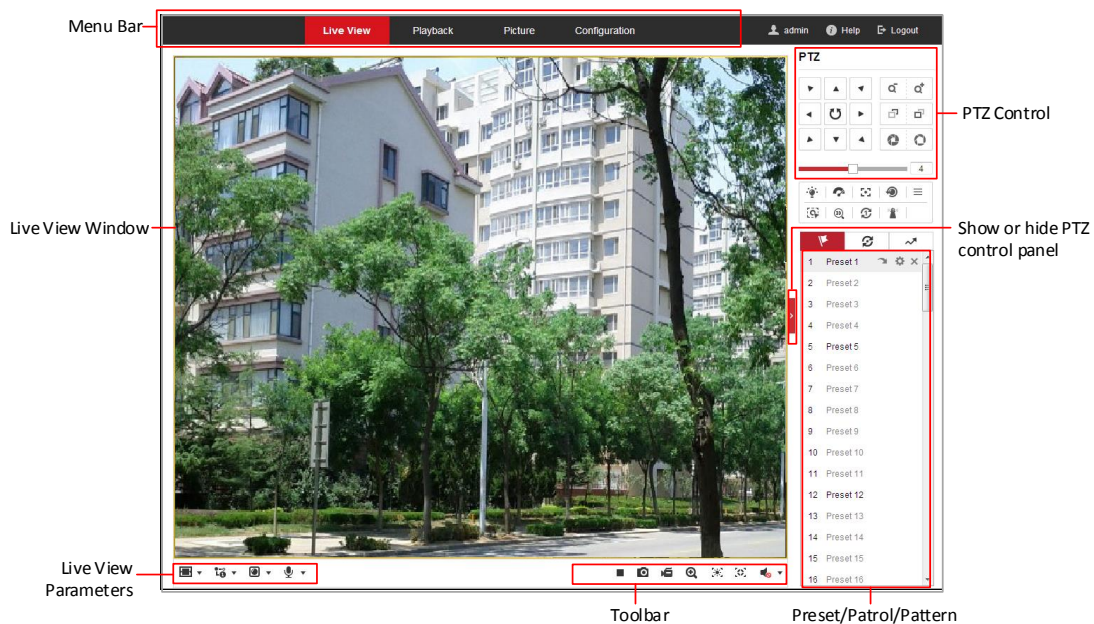 Menu Bar
Live View Playback Picture Configuration admin Help Logout
PTZ
PTZ Control
4
Live View Window
Show or hide PTZ
control panel
1 Preset 1
2 Preset 2
3 Preset 3
4 Preset 4
5 Preset 5
6 Preset 6
7 Preset 7
8 Preset 8
9 Preset 9
10 Preset 10
11 Preset 11
12 Preset 12
13 Preset 13
14 Preset 14
15 Preset 15
16 Preset 16
Live View
Parameters
Toolbar
Preset/Patrol/Pattern